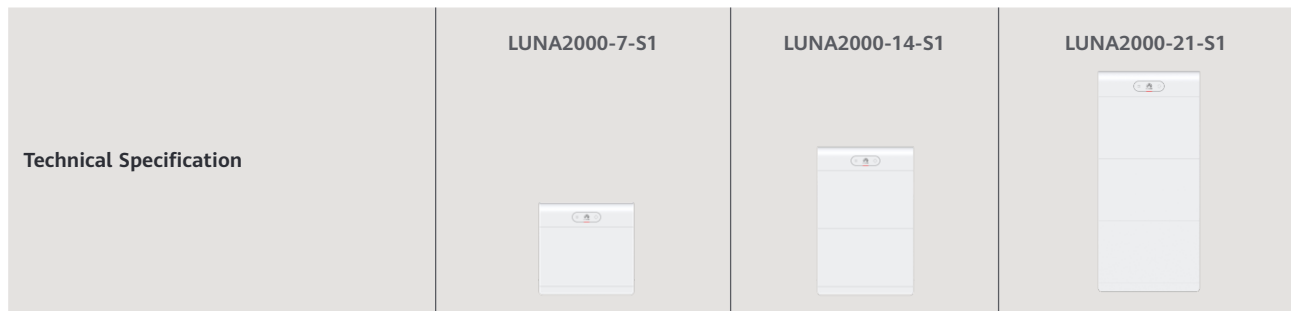 LUNA2000-7-S1
LUNA2000-14-S1
LUNA2000-21-S1
Technical Specification